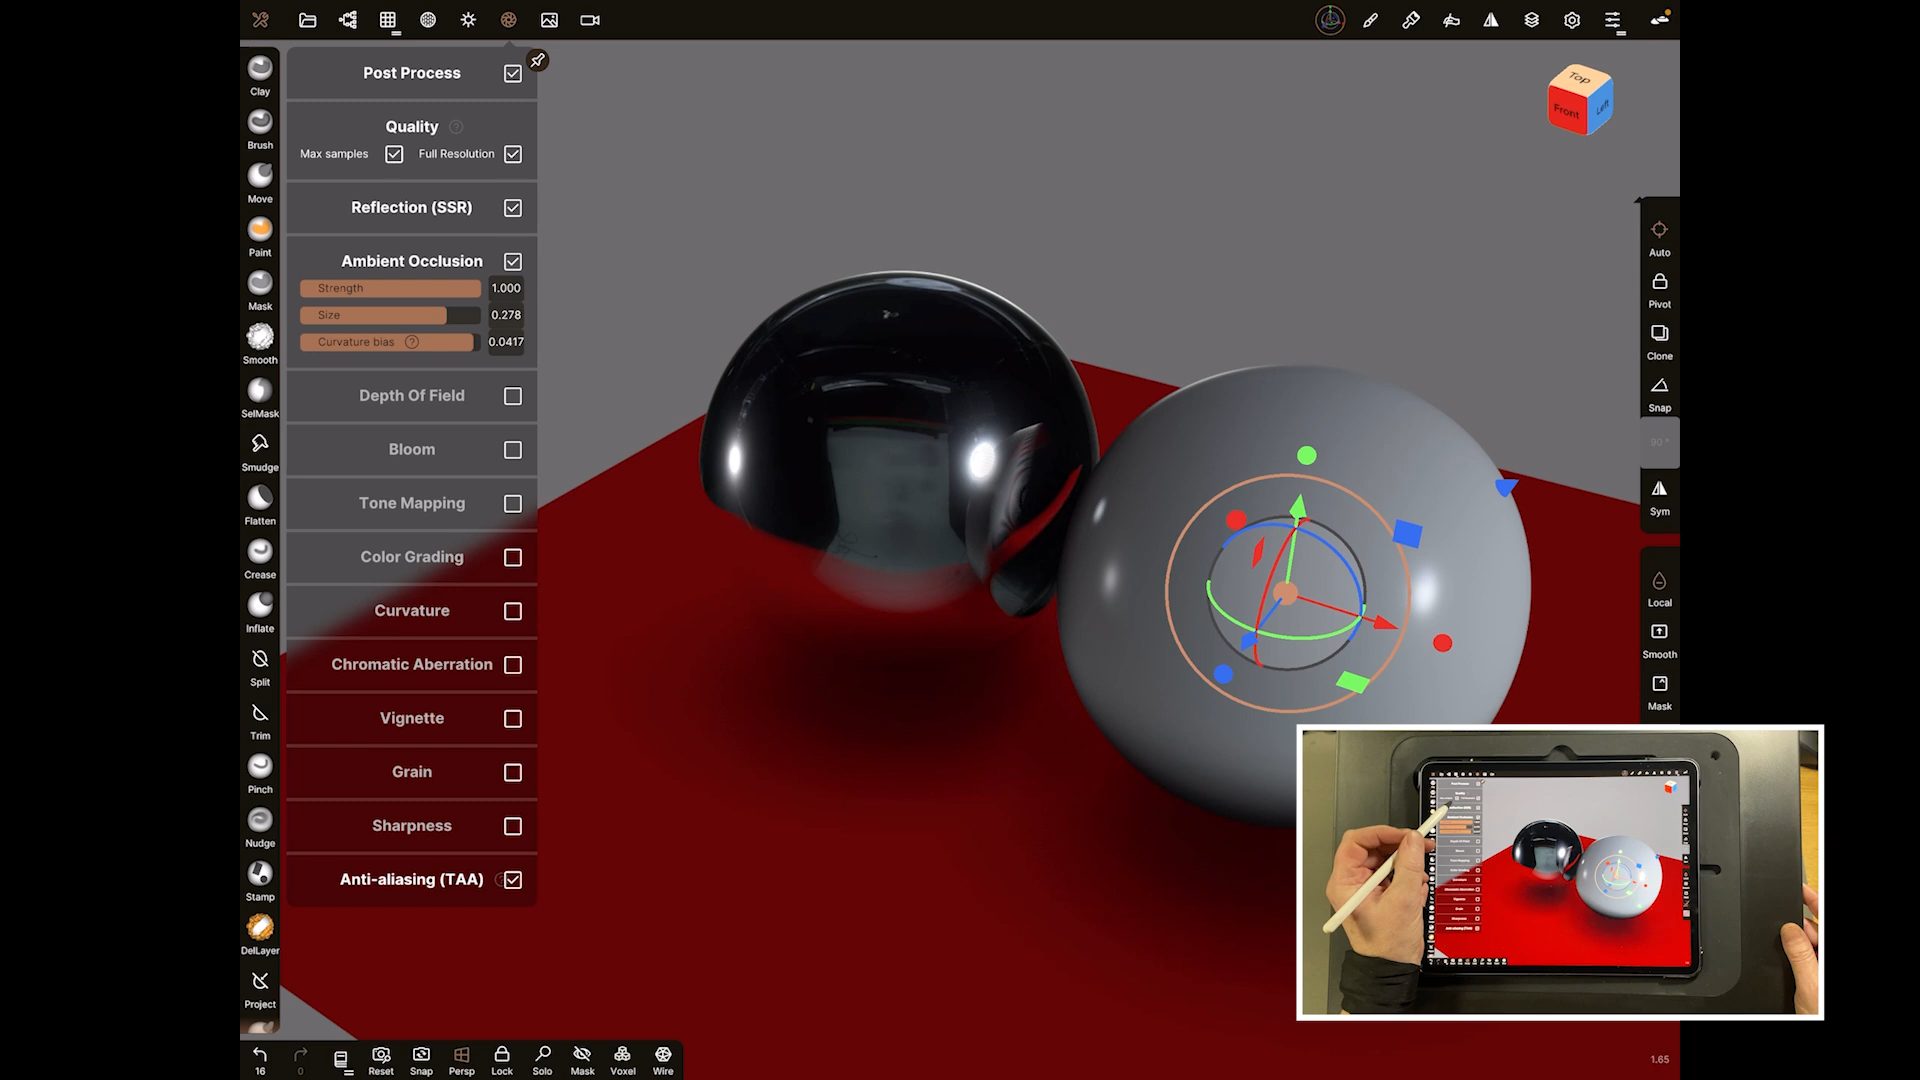 Clay
Brush
Move
Paint
Mask
Smooth
SelMask
Smudge
Flatten
Crease
Inflate
Split
Trim
Pinch
Nudge
Stamp
DelLayer
Project
Post Process
Quality ?
Max samples
Full Resolution
Reflection (SSR)
Ambient Occlusion
Strength 1.000
Size 0.278
Curvature bias ? 0.0417
Depth Of Field
Bloom
Tone Mapping
Color Grading
Curvature
Chromatic Aberration
Vignette
Grain
Sharpness
Anti-aliasing (TAA)
Top
Front
Left
Auto
Pivot
Clone
Snap
90°
Sym
Local
Smooth
Mask
16
0
Reset
Snap
Persp
Lock
Solo
Mask
Voxel
Wire
1.65